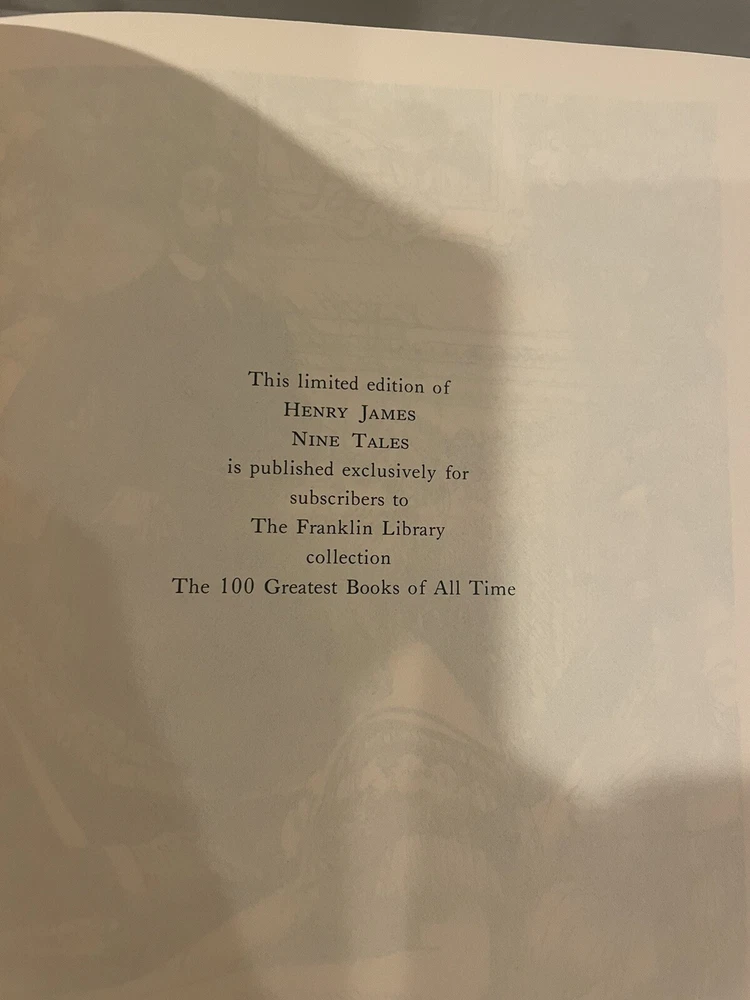 This limited edition of
HENRY JAMES
NINE TALES
is published exclusively for
subscribers to
The Franklin Library
collection
The 100 Greatest Books of All Time